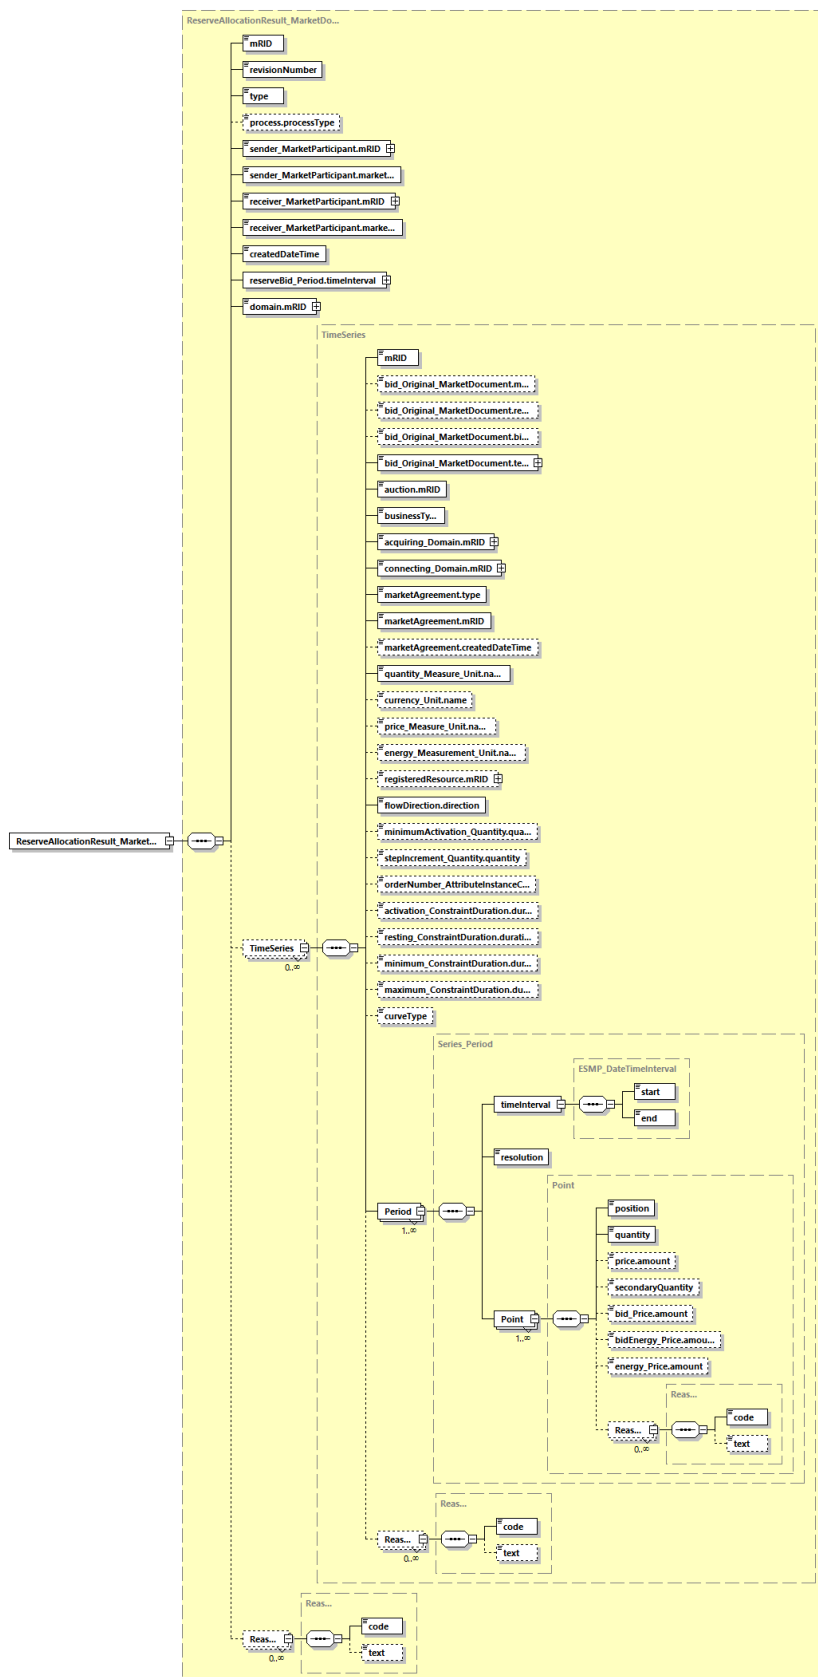 ReserveAllocationResult_MarketDo...
mRID
revisionNumber
type
process.processType
sender_MarketParticipant.mRID
sender_MarketParticipant.market...
receiver_MarketParticipant.mRID
receiver_MarketParticipant.marke...
createdDateTime
reserveBid_Period.timeInterval
domain.mRID
TimeSeries
mRID
bid_Original_MarketDocument.m...
bid_Original_MarketDocument.re...
bid_Original_MarketDocument.bi...
bid_Original_MarketDocument.te...
auction.mRID
businessTy...
acquiring_Domain.mRID
connecting_Domain.mRID
marketAgreement.type
marketAgreement.mRID
marketAgreement.createdDateTime
quantity_Measure_Unit.na...
currency_Unit.name
price_Measure_Unit.na...
energy_Measurement_Unit.na...
registeredResource.mRID
flowDirection.direction
minimumActivation_Quantity.qua...
ReserveAllocationResult_Market...
stepIncrement_Quantity.quantity
orderNumber_AttributeInstanceC...
activation_ConstraintDuration.dur...
resting_ConstraintDuration.durati...
TimeSeries
0..∞
minimum_ConstraintDuration.dur...
maximum_ConstraintDuration.du...
curveType
Series_Period
ESMP_DateTimeInterval
start
timeInterval
end
resolution
Point
position
Period
1..∞
quantity
price.amount
secondaryQuantity
bid_Price.amount
Point
1..∞
bidEnergy_Price.amou...
energy_Price.amount
Reas...
code
Reas...
0..∞
text
Reas...
code
Reas...
0..∞
text
Reas...
code
Reas...
0..∞
text